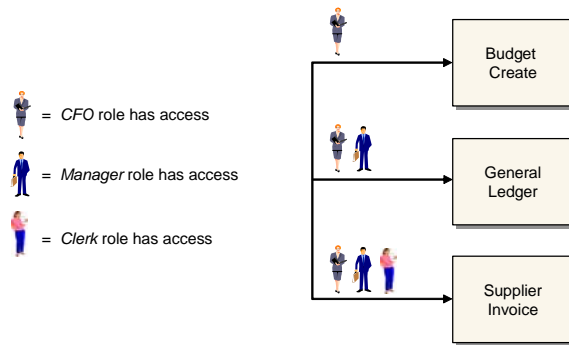 = CFO role has access
= Manager role has access
= Clerk role has access
Budget
Create
General
Ledger
Supplier
Invoice